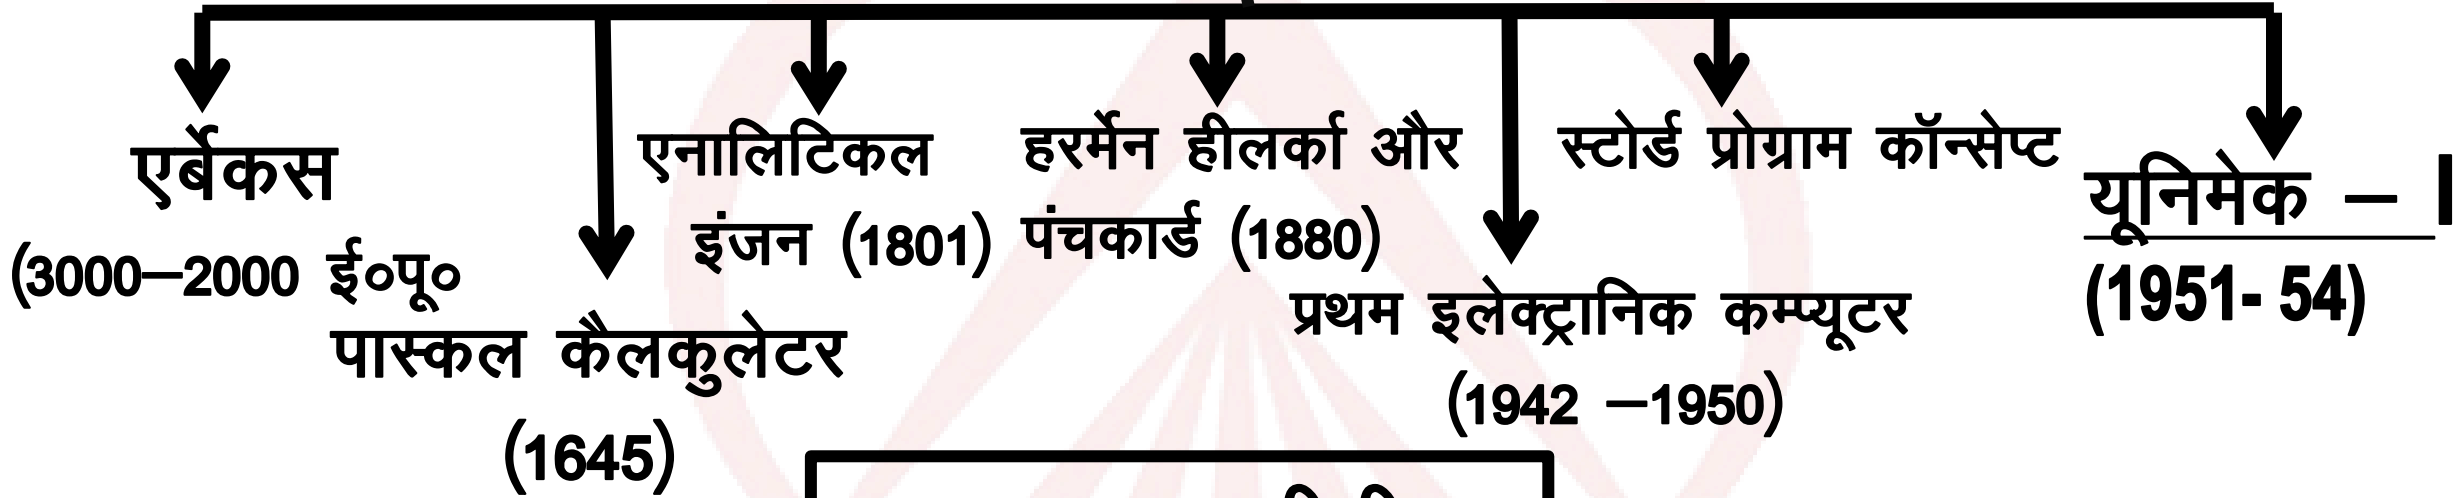 एर्बेकस
(3000–2000 ई०पू०
पास्कल कैलकुलेटर
(1645)
एनालिटिकल
इंजन (1801)
हरर्मेन हीलर्का और
पंचकार्ड (1880)
प्रथम इलेक्ट्रानिक कम्प्यूटर
(1942 –1950)
स्टोर्ड प्रोग्राम कॉन्सेप्ट
यूनिमेक – I
(1951- 54)